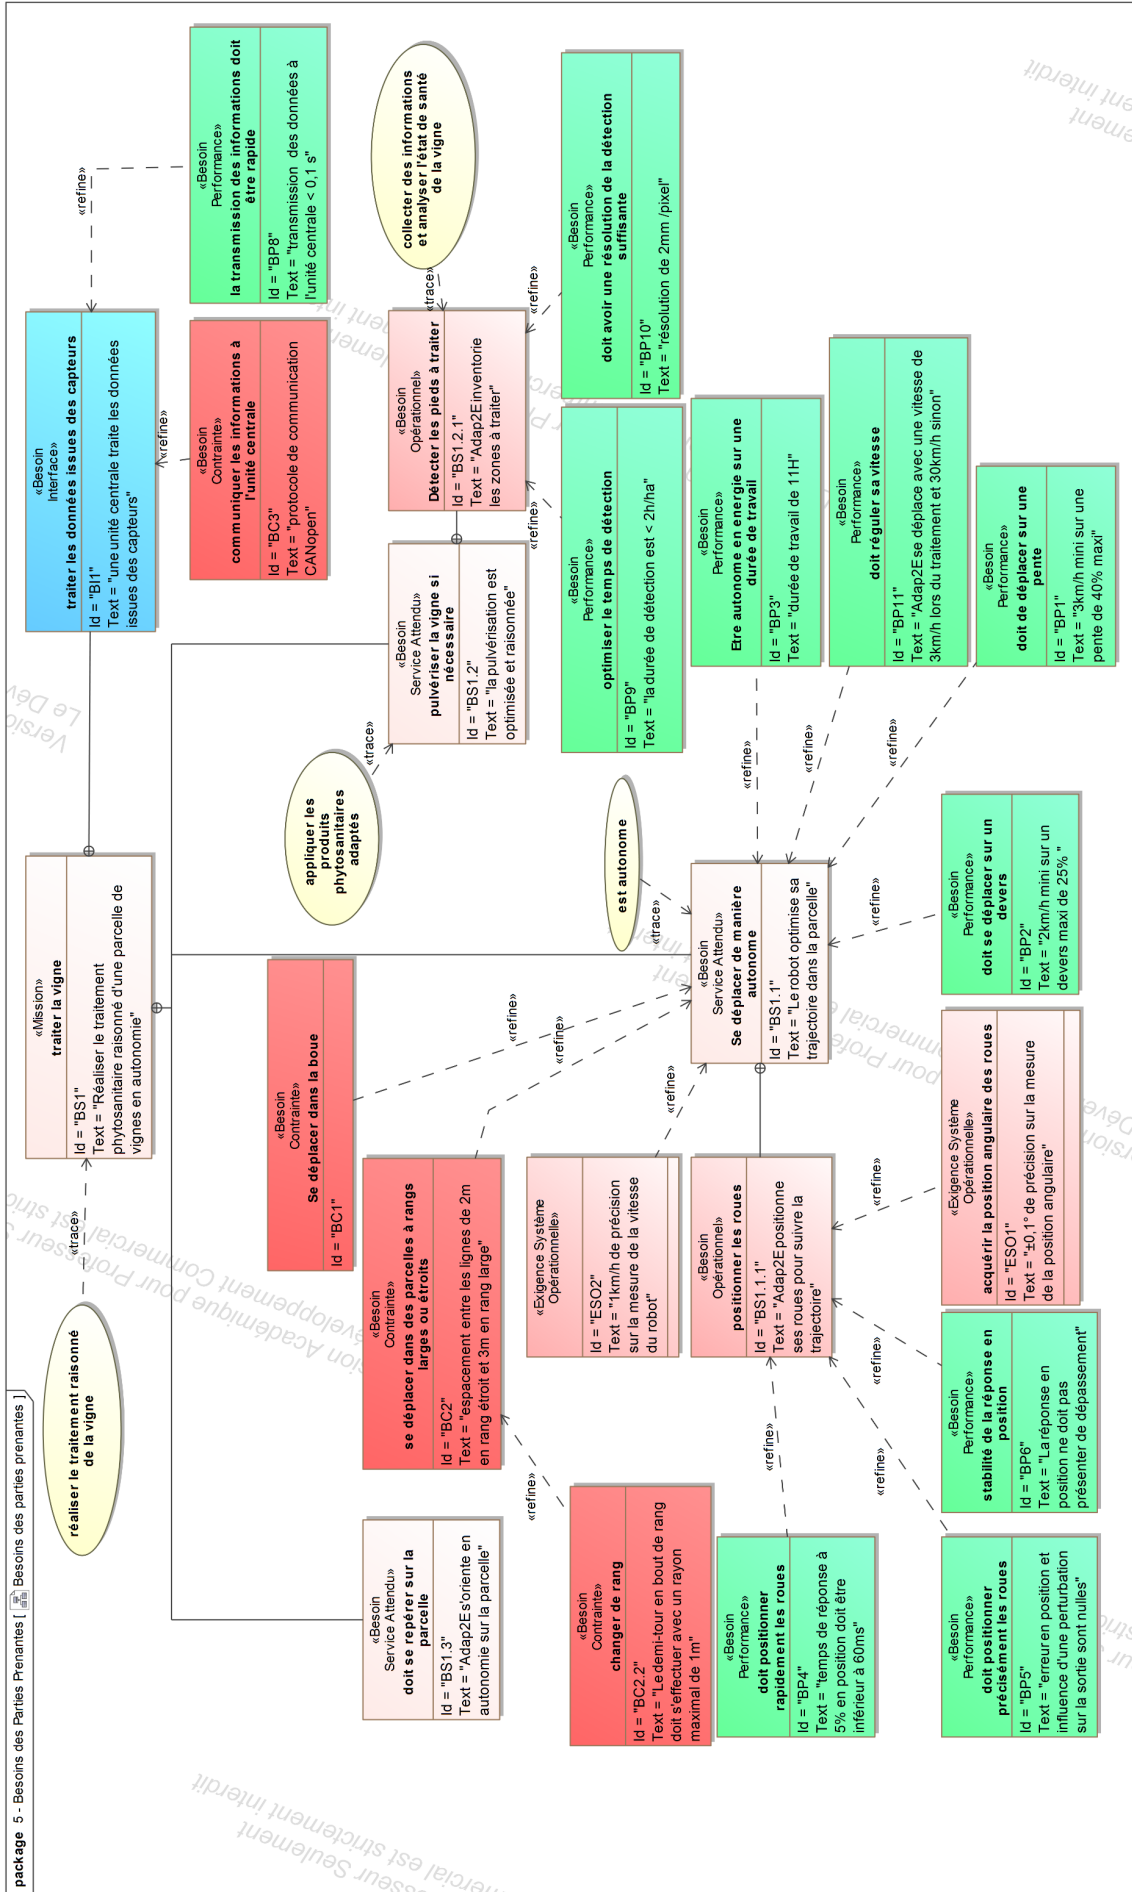 package 5 - Besoins des Parties Prenantes [ Besoins des parties prenantes ]
réaliser le traitement raisonné
de la vigne
«trace»
«Mission»
traiter la vigne
Id = "BS1"
Text = "Réaliser le traitement
phytosanitaire raisonné d'une parcelle de
vignes en autonomie"
«Besoin
Interface»
traiter les données issues des capteurs
Id = "BI1"
Text = "une unité centrale traite les données
issues des capteurs"
«refine»
«Besoin
Performance»
la transmission des informations doit
être rapide
Id = "BP8"
Text = "transmission des données à
l'unité centrale < 0,1 s"
«refine»
«Besoin
Contrainte»
communiquer les informations à
l'unité centrale
Id = "BC3"
Text = "protocole de communication
CANopen"
«Besoin
Contrainte»
Se déplacer dans la boue
Id = "BC1"
«refine»
appliquer les
produits
phytosanitaires
adaptés
«trace»
collecter des informations
et analyser l'état de santé
de la vigne
«trace»
«Besoin
Service Attendu»
doit se repérer sur la
parcelle
Id = "BS1.3"
Text = "Adap2E s'oriente en
autonomie sur la parcelle"
«Besoin
Contrainte»
se déplacer dans des parcelles à rangs
larges ou étroits
Id = "BC2"
Text = "espacement entre les lignes de 2m
en rang étroit et 3m en rang large"
«refine»
«Besoin
Service Attendu»
pulvériser la vigne si
nécessaire
Id = "BS1.2"
Text = "la pulvérisation est
optimisée et raisonnée"
«Besoin
Opérationnel»
Détecter les pieds à traiter
Id = "BS1.2.1"
Text = "Adap2E inventorie
les zones à traiter"
«refine»
«refine»
«refine»
«Besoin
Contrainte»
changer de rang
Id = "BC2.2"
Text = "Le demi-tour en bout de rang
doit s'effectuer avec un rayon
maximal de 1m"
«Exigence Système
Opérationnelle»
Id = "ESO2"
Text = "1km/h de précision
sur la mesure de la vitesse
du robot"
«refine»
est autonome
«trace»
«Besoin
Performance»
optimiser le temps de détection
Id = "BP9"
Text = "la durée de détection est < 2h/ha"
«Besoin
Performance»
doit avoir une résolution de la détection
suffisante
Id = "BP10"
Text = "résolution de 2mm /pixel"
«Besoin
Performance»
doit positionner
rapidement les roues
Id = "BP4"
Text = "temps de réponse à
5% en position doit être
inférieur à 60ms"
«refine»
«Besoin
Opérationnel»
positionner les roues
Id = "BS1.1.1"
Text = "Adap2E positionne
ses roues pour suivre la
trajectoire"
«Besoin
Service Attendu»
Se déplacer de manière
autonome
Id = "BS1.1"
Text = "Le robot optimise sa
trajectoire dans la parcelle"
«refine»
«Besoin
Performance»
Etre autonome en energie sur une
durée de travail
Id = "BP3"
Text = "durée de travail de 11H"
«refine»
«Besoin
Performance»
doit réguler sa vitesse
Id = "BP11"
Text = "Adap2E se déplace avec une vitesse de
3km/h lors du traitement et 30km/h sinon"
«refine»
«Besoin
Performance»
doit de déplacer sur une
pente
Id = "BP1"
Text = "3km/h mini sur une
pente de 40% maxi"
«refine»
«refine»
«refine»
«refine»
«Besoin
Performance»
doit positionner
précisément les roues
Id = "BP5"
Text = "erreur en position et
influence d'une perturbation
sur la sortie sont nulles"
«Besoin
Performance»
stabilité de la réponse en
position
Id = "BP6"
Text = "La réponse en
position ne doit pas
présenter de dépassement"
«Exigence Système
Opérationnelle»
acquérir la position angulaire des roues
Id = "ESO1"
Text = "±0,1° de précision sur la mesure
de la position angulaire"
«Besoin
Performance»
doit se déplacer sur un
devers
Id = "BP2"
Text = "2km/h mini sur un
devers maxi de 25% "